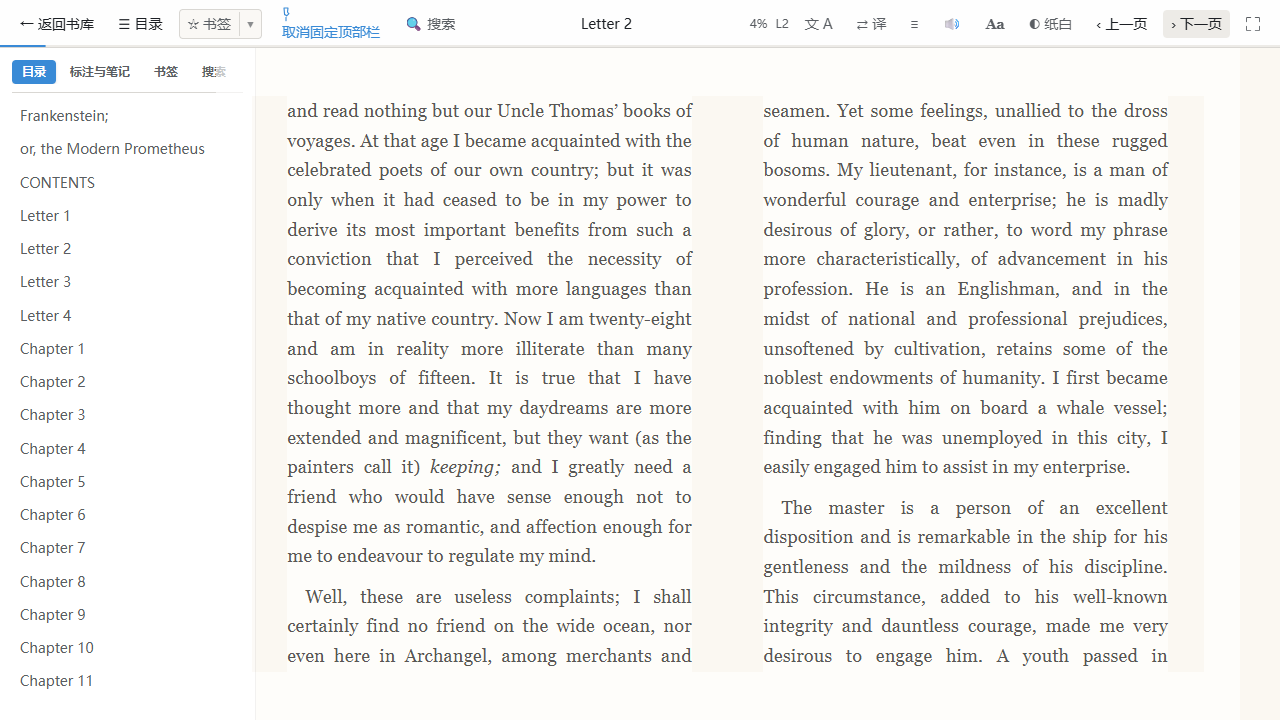 ← 返回书库
☰ 目录
☆ 书签 ▾
取消固定顶部栏
🔍 搜索
Letter 2
4% L2
文 A
⇄ 译
≡
Aa
◐ 纸白
‹ 上一页
› 下一页
目录
标注与笔记
书签
搜索
Frankenstein;
or, the Modern Prometheus
CONTENTS
Letter 1
Letter 2
Letter 3
Letter 4
Chapter 1
Chapter 2
Chapter 3
Chapter 4
Chapter 5
Chapter 6
Chapter 7
Chapter 8
Chapter 9
Chapter 10
Chapter 11
and read nothing but our Uncle Thomas’ books of
voyages. At that age I became acquainted with the
celebrated poets of our own country; but it was
only when it had ceased to be in my power to
derive its most important benefits from such a
conviction that I perceived the necessity of
becoming acquainted with more languages than
that of my native country. Now I am twenty-eight
and am in reality more illiterate than many
schoolboys of fifteen. It is true that I have
thought more and that my daydreams are more
extended and magnificent, but they want (as the
painters call it) keeping; and I greatly need a
friend who would have sense enough not to
despise me as romantic, and affection enough for
me to endeavour to regulate my mind.
Well, these are useless complaints; I shall
certainly find no friend on the wide ocean, nor
even here in Archangel, among merchants and
seamen. Yet some feelings, unallied to the dross
of human nature, beat even in these rugged
bosoms. My lieutenant, for instance, is a man of
wonderful courage and enterprise; he is madly
desirous of glory, or rather, to word my phrase
more characteristically, of advancement in his
profession. He is an Englishman, and in the
midst of national and professional prejudices,
unsoftened by cultivation, retains some of the
noblest endowments of humanity. I first became
acquainted with him on board a whale vessel;
finding that he was unemployed in this city, I
easily engaged him to assist in my enterprise.
The master is a person of an excellent
disposition and is remarkable in the ship for his
gentleness and the mildness of his discipline.
This circumstance, added to his well-known
integrity and dauntless courage, made me very
desirous to engage him. A youth passed in